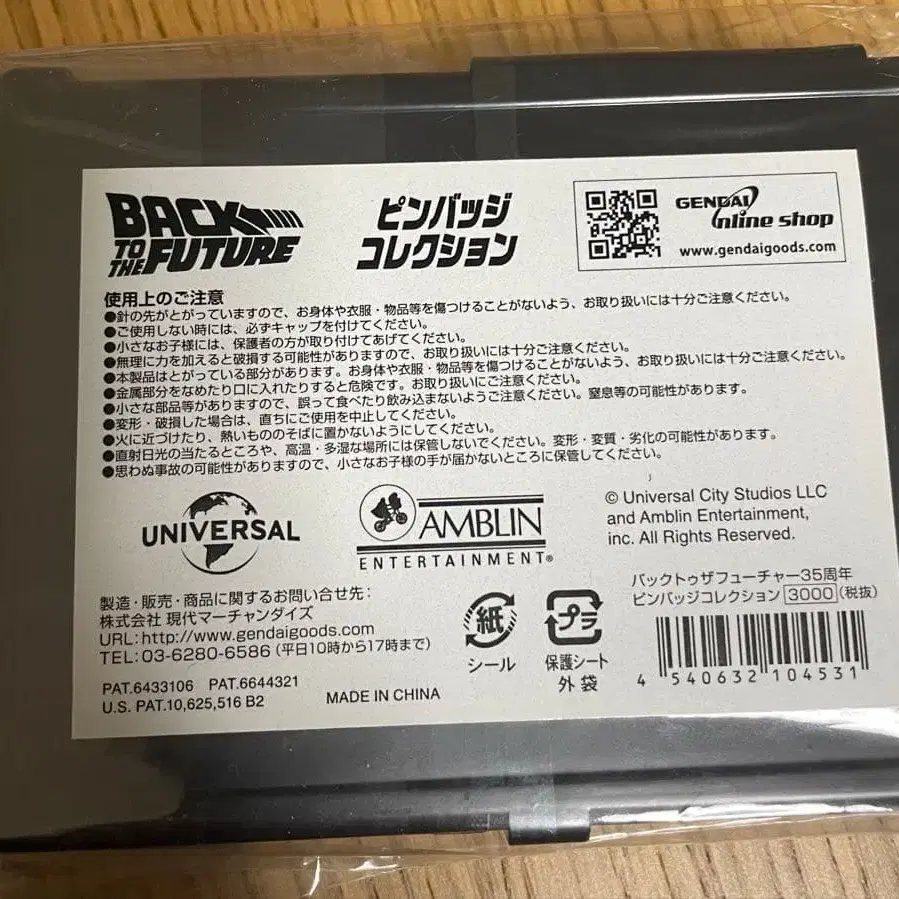 BACK TO THE FUTURE
ピンバッジ
コレクション
GENDAI
Online shop
www.gendaigoods.com
使用上のご注意
●針の先がとがっていますので、お身体や衣服・物品等を傷つけることがないよう、お取り扱いには十分ご注意ください。
●ご使用しない時には、必ずキャップを付けてください。
●小さなお子様には、保護者の方が取り付けてあげてください。
●無理に力を加えると破損する可能性がありますので、お取り扱いには十分ご注意ください。
●本製品はとがっている部分があります。お身体や衣服・物品等を傷つけることがないよう、お取り扱いには十分ご注意ください。
●金属部分をなめたり口に入れたりすると危険です。お取り扱いにご注意ください。
●小さな部品等がありますので、誤って食べたり飲み込まないようご注意ください。窒息等の可能性があります。
●変形・破損した場合は、直ちにご使用を中止してください。
●火に近づけたり、熱いもののそばに置かないようにしてください。
●直射日光の当たるところや、高温・多湿な場所には保管しないでください。変形・変質・劣化の可能性があります。
●思わぬ事故の可能性がありますので、小さなお子様の手が届かないところに保管してください。
UNIVERSAL
AMBLIN
ENTERTAINMENT®
© Universal City Studios LLC
and Amblin Entertainment,
inc. All Rights Reserved.
製造・販売・商品に関するお問い合せ先：
株式会社 現代マーチャンダイズ
URL:http://www.gendaigoods.com
TEL:03-6280-6586 (平日10時から17時まで)
PAT.6433106 PAT.6644321
U.S. PAT.10,625,516 B2
MADE IN CHINA
紙
シール
プラ
保護シート
外 袋
バックトゥザフューチャー35周年
ピンバッジコレクション 3000 (税抜)
4 540632 104531